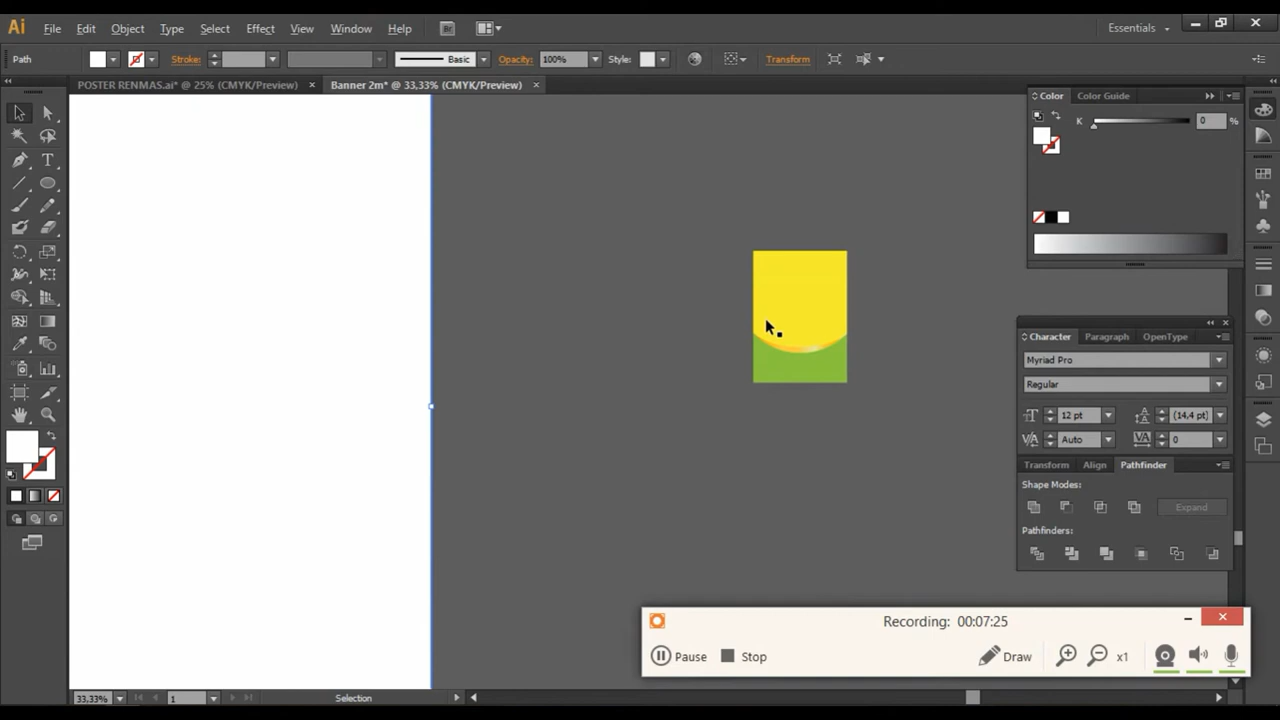 Ai File Edit Object Type Select Effect View Window Help Br Essentials
Path Stroke: Basic Opacity: 100% Style: Transform
POSTER RENMAS.ai* @ 25% (CMYK/Preview) Banner 2m* @ 33,33% (CMYK/Preview)
Color Color Guide
K 0 %
Character Paragraph OpenType
Myriad Pro
Regular
12 pt (14,4 pt)
Auto 0
Transform Align Pathfinder
Shape Modes:
Expand
Pathfinders:
Recording: 00:07:25
Pause Stop Draw x1
33,33% 1 Selection